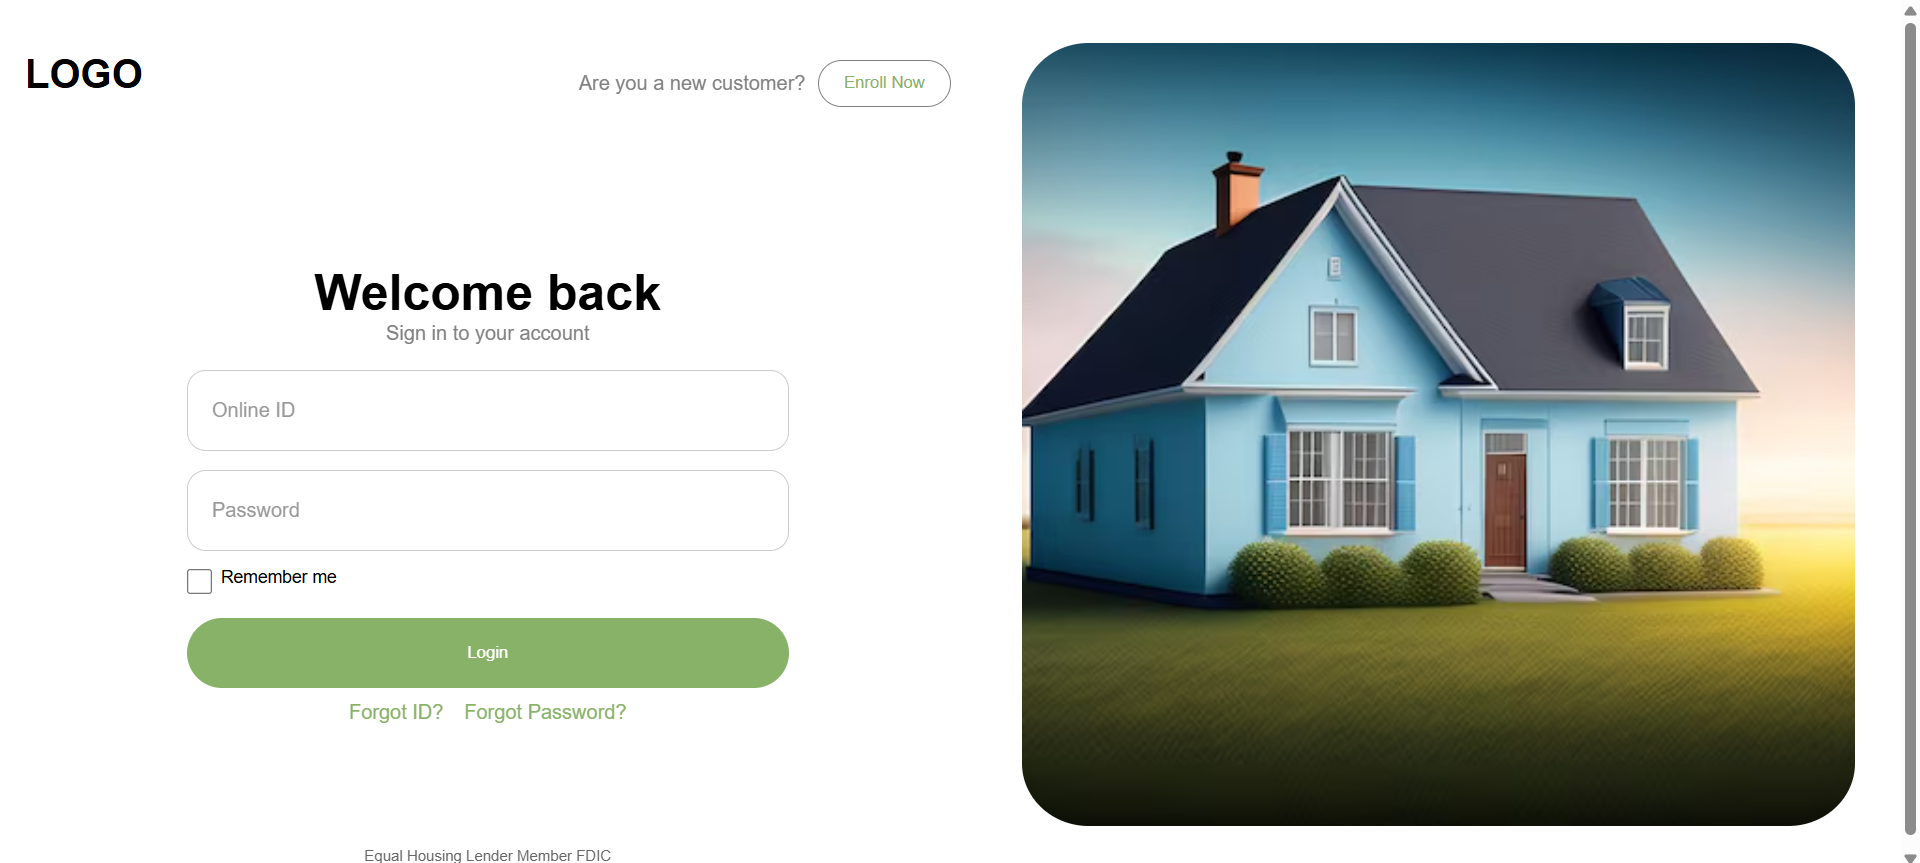 LOGO
Are you a new customer?
Enroll Now
Welcome back
Sign in to your account
Online ID
Password
Remember me
Login
Forgot ID? Forgot Password?
Equal Housing Lender Member FDIC